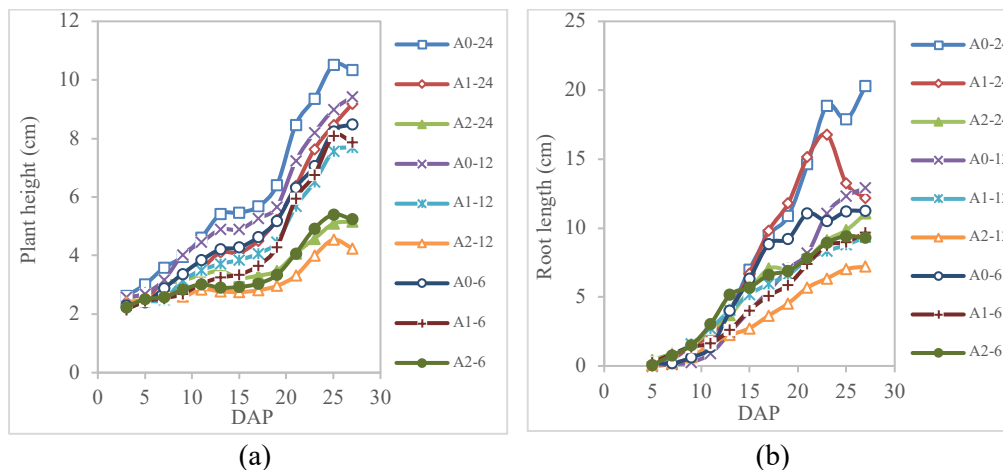 12
10
8
6
4
2
0
0 5 10 15 20 25 30
Plant height (cm)
DAP
A0-24
A1-24
A2-24
A0-12
A1-12
A2-12
A0-6
A1-6
A2-6
(a)
25
20
15
10
5
0
0 5 10 15 20 25 30
Root length (cm)
DAP
A0-24
A1-24
A2-24
A0-12
A1-12
A2-12
A0-6
A1-6
A2-6
(b)